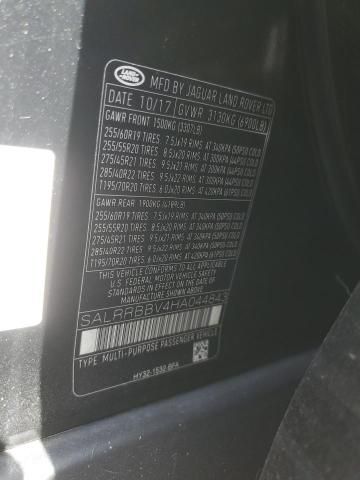 LAND
ROVER
MFD BY JAGUAR LAND ROVER LTD
DATE 10/17 GVWR 3130KG (6900LB)
GAWR FRONT 1500KG (3307LB)
255/60R19 TIRES 7.5Jx19 RIMS AT 340KPA (50PSI) COLD
255/55R20 TIRES 8.5Jx20 RIMS AT 300KPA (44PSI) COLD
275/45R21 TIRES 9.5Jx21 RIMS AT 300KPA (44PSI) COLD
285/40R22 TIRES 9.5Jx22 RIMS AT 300KPA (44PSI) COLD
T195/70R20 TIRES 6.0Jx20 RIMS AT 420KPA (61PSI) COLD
GAWR REAR 1900KG (4189LB)
255/60R19 TIRES 7.5Jx19 RIMS AT 340KPA (50PSI) COLD
255/55R20 TIRES 8.5Jx20 RIMS AT 340KPA (50PSI) COLD
275/45R21 TIRES 9.5Jx21 RIMS AT 340KPA (50PSI) COLD
285/40R22 TIRES 9.5Jx22 RIMS AT 340KPA (50PSI) COLD
T195/70R20 TIRES 6.0Jx20 RIMS AT 420KPA (61PSI) COLD
THIS VEHICLE CONFORMS TO ALL APPLICABLE
FEDERAL MOTOR VEHICLE SAFETY STANDARDS
IN EFFECT ON THE DATE OF MANUFACTURE
SHOWN ABOVE
SALRRBBV4HA044843
TYPE: MULTI-PURPOSE PASSENGER VEHICLE
HY32-1532-BFA